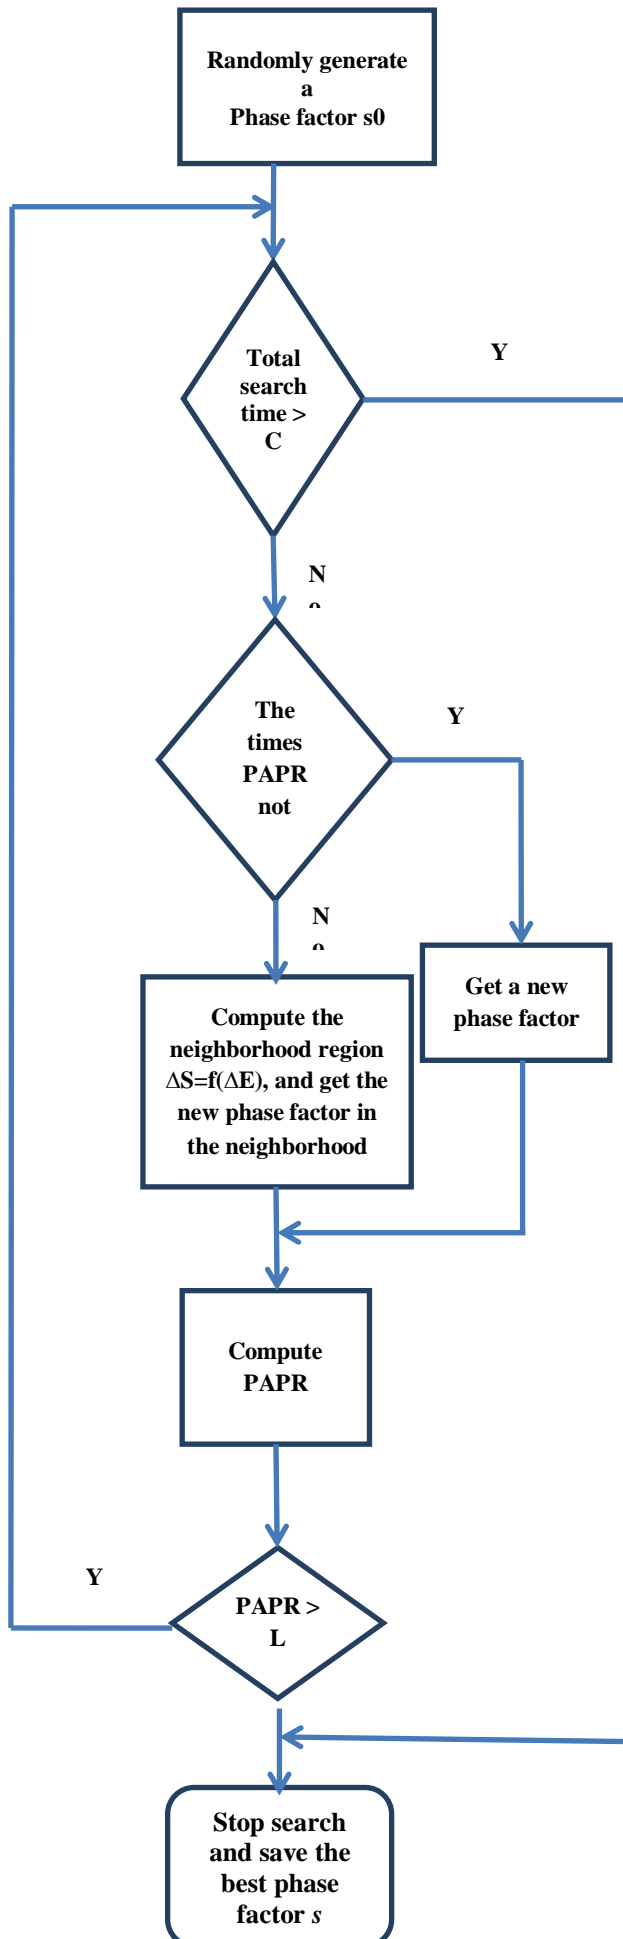 Randomly generate
a
Phase factor s0
Total
search
time >
C
Y
N
The
times
PAPR
not
Y
N
Get a new
phase factor
Compute the
neighborhood region
ΔS=f(ΔE), and get the
new phase factor in
the neighborhood
Compute
PAPR
Y
PAPR >
L
Stop search
and save the
best phase
factor s